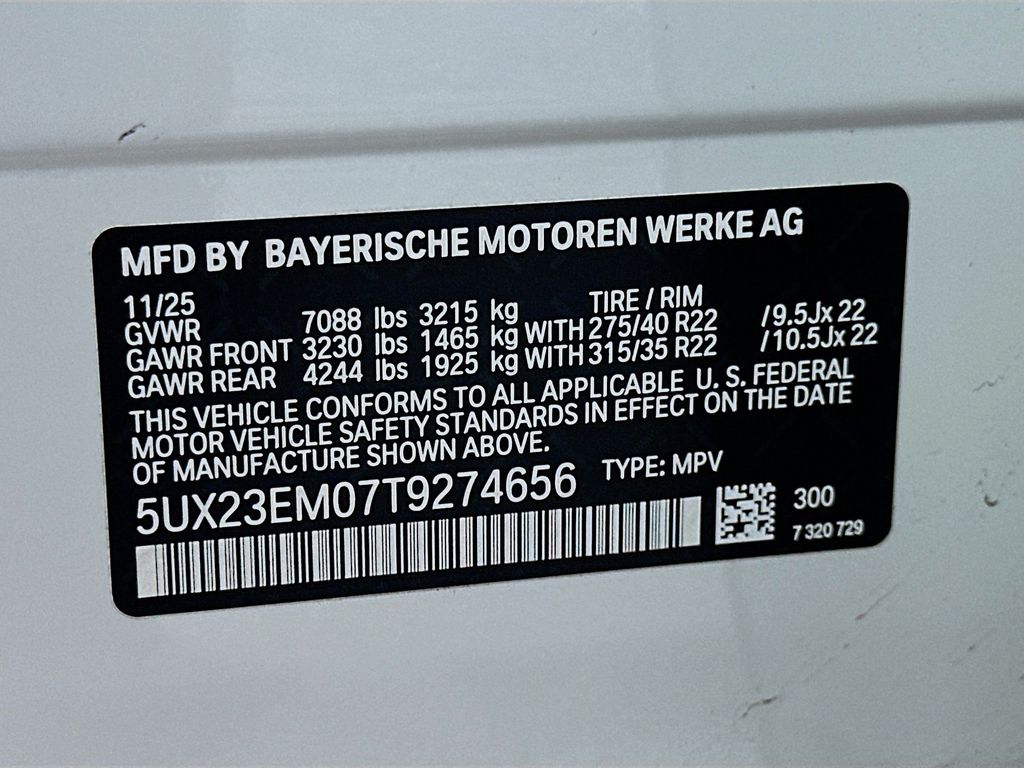 MFD BY BAYERISCHE MOTOREN WERKE AG
11/25 TIRE / RIM
GVWR 7088 lbs 3215 kg
GAWR FRONT 3230 lbs 1465 kg WITH 275/40 R22 /9.5Jx 22
GAWR REAR 4244 lbs 1925 kg WITH 315/35 R22 /10.5Jx 22
THIS VEHICLE CONFORMS TO ALL APPLICABLE U. S. FEDERAL
MOTOR VEHICLE SAFETY STANDARDS IN EFFECT ON THE DATE
OF MANUFACTURE SHOWN ABOVE.
5UX23EM07T9274656 TYPE: MPV
300
7 320 729